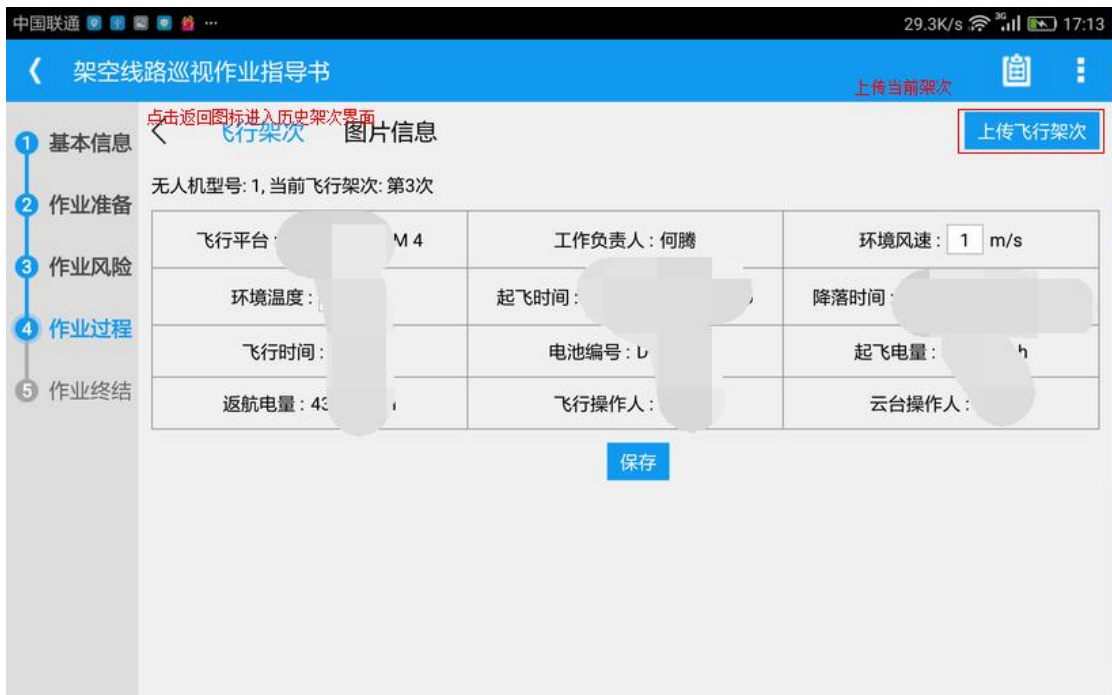 中国联通 ... 29.3K/s 3G 17:13
架空线路巡视作业指导书
上传当前架次
点击返回图标进入历史架次界面
飞行架次 图片信息 上传飞行架次
1 基本信息
2 作业准备
3 作业风险
4 作业过程
5 作业终结
无人机型号: 1, 当前飞行架次: 第3次
飞行平台: M 4 工作负责人: 何腾 环境风速: 1 m/s
环境温度: 起飞时间: 降落时间
飞行时间: 电池编号: D 起飞电量: h
返航电量: 43 飞行操作人: 云台操作人:
保存